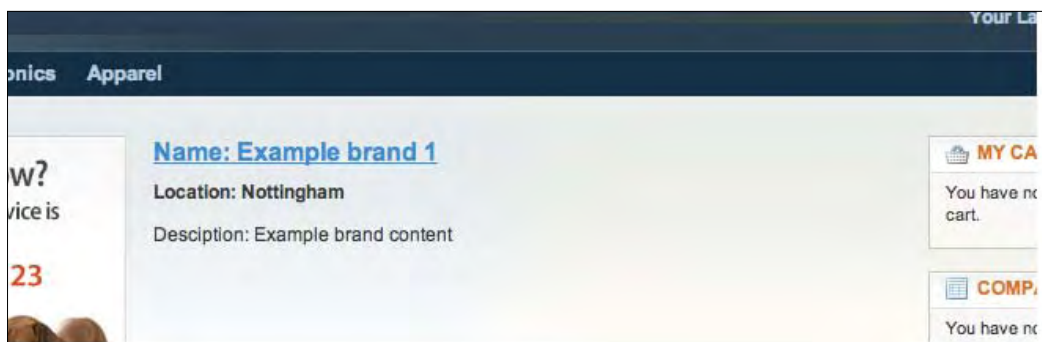 Your La
onics Apparel
w?
vice is
23
Name: Example brand 1
Location: Nottingham
Desciption: Example brand content
MY CA
You have no
cart.
COMPA
You have no